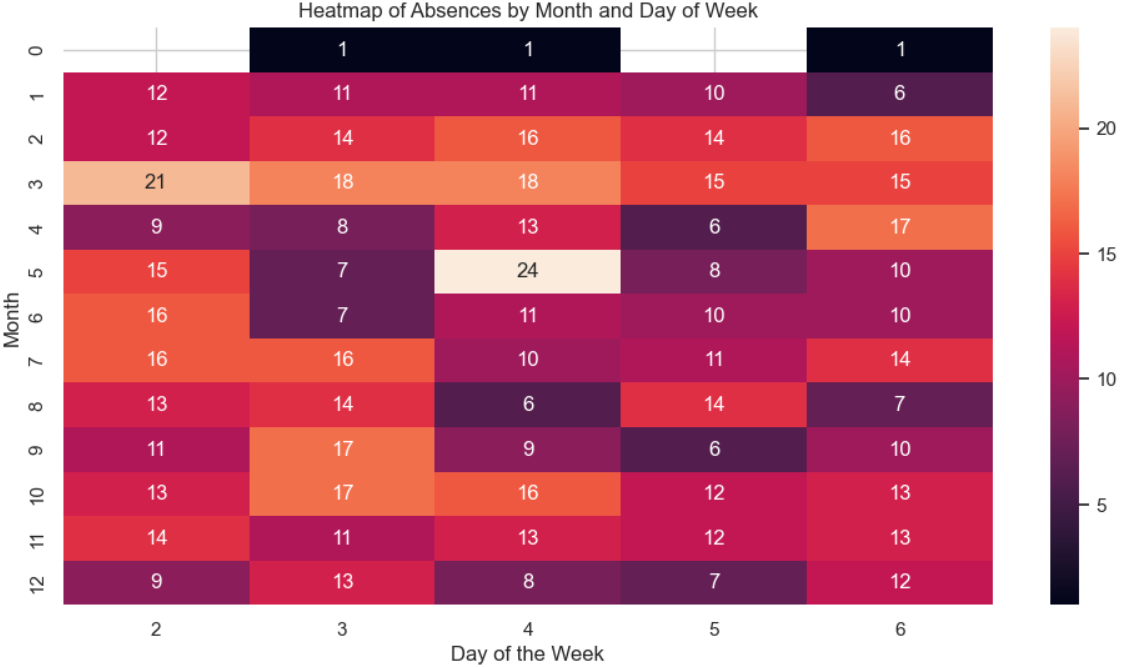 Heatmap of Absences by Month and Day of Week
0 1 1 1
1 12 11 11 10 6
2 12 14 16 14 16
20
3 21 18 18 15 15
4 9 8 13 6 17
15
5 15 7 24 8 10
Month
6 16 7 11 10 10
7 16 16 10 11 14
10
8 13 14 6 14 7
9 11 17 9 6 10
10 13 17 16 12 13
5
11 14 11 13 12 13
12 9 13 8 7 12
2 3 4 5 6
Day of the Week